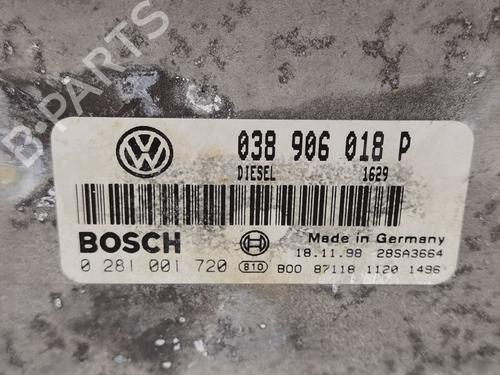 B-PARTS
038 906 018 P
DIESEL 1629
BOSCH
Made in Germany
0 281 001 720 810
18.11.98 28SA3664
B00 87118 1120 1496